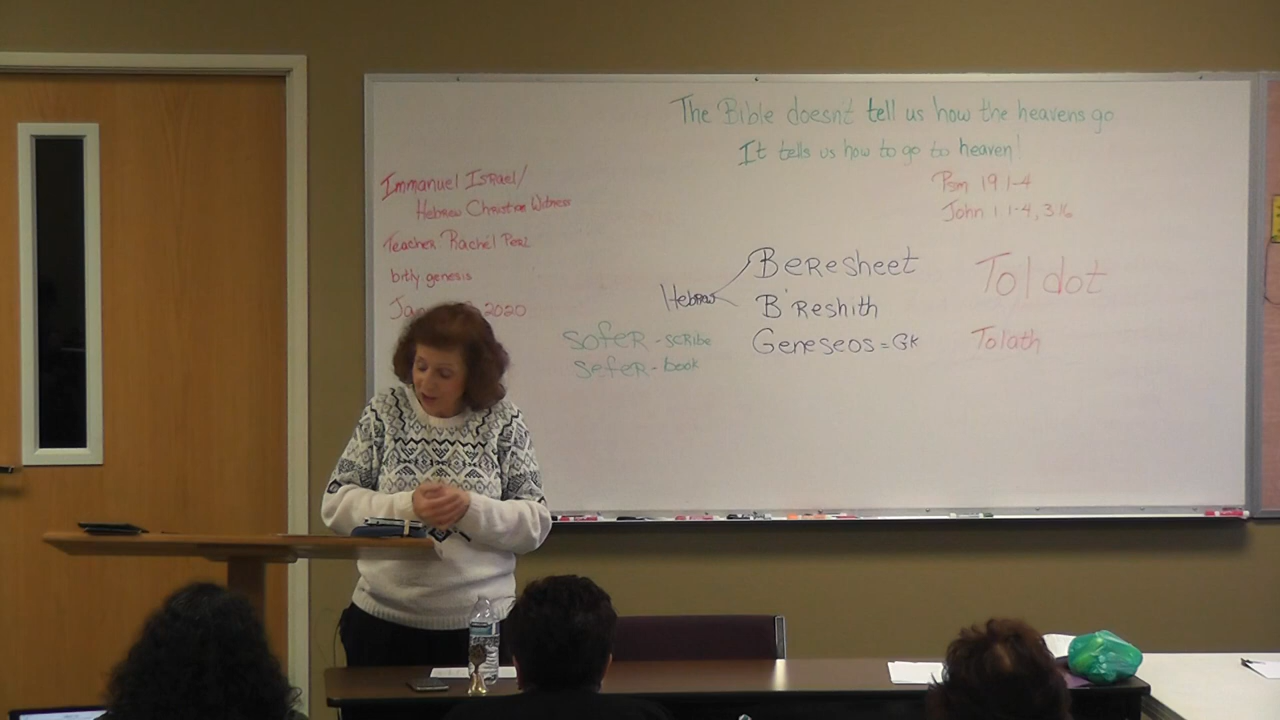 The Bible doesn't tell us how the heavens go
It tells us how to go to heaven!
Psm 19:1-4
John 1:1-4, 3:16
Immanuel Israel/
Hebrew Christian Witness
Teacher: Rachel
brtly.genesis
2020
Hebrew
Beresheet
B'Reshith
Geneseos = GK
Toldot
Tolath
sofer - scribe
sefer - book